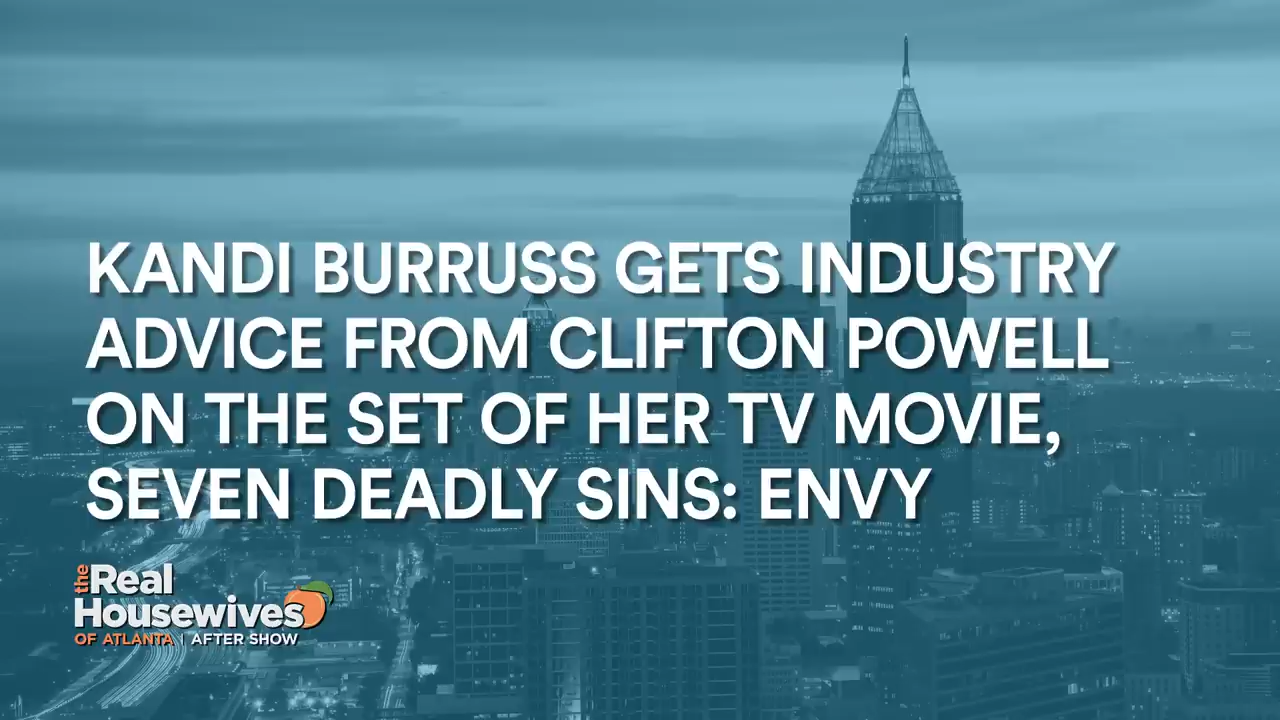 KANDI BURRUSS GETS INDUSTRY
ADVICE FROM CLIFTON POWELL
ON THE SET OF HER TV MOVIE,
SEVEN DEADLY SINS: ENVY
the Real
Housewives
OF ATLANTA | AFTER SHOW